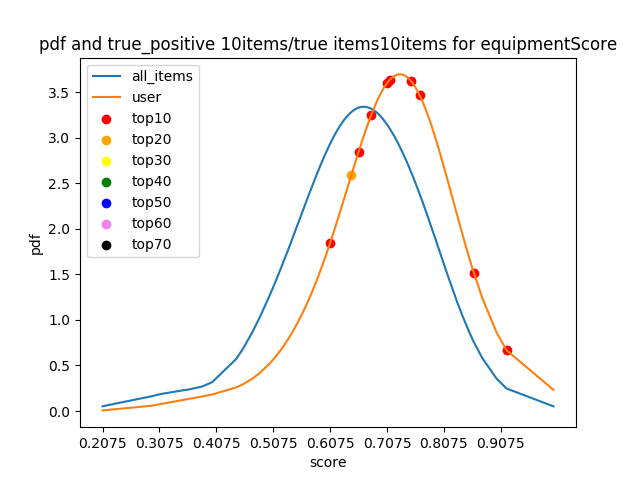 pdf and true_positive 10items/true items10items for equipmentScore
all_items
user
top10
top20
top30
top40
top50
top60
top70
pdf
3.5
3.0
2.5
2.0
1.5
1.0
0.5
0.0
0.2075 0.3075 0.4075 0.5075 0.6075 0.7075 0.8075 0.9075
score